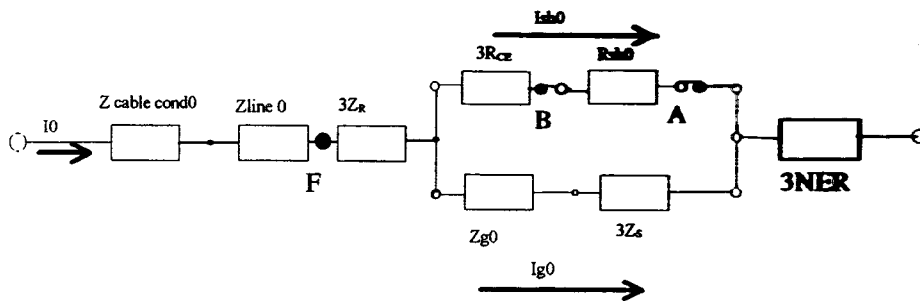 Ish0
3RCE
Rsh0
Z cable cond0
Zline 0
3ZR
I0
B
A
F
3NER
Zg0
3Zs
Ig0